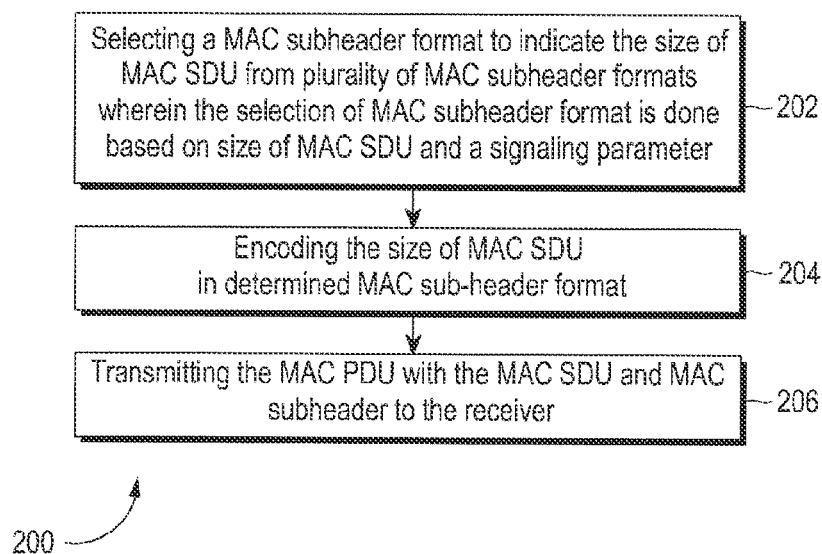 Selecting a MAC subheader format to indicate the size of
MAC SDU from plurality of MAC subheader formats
wherein the selection of MAC subheader format is done
based on size of MAC SDU and a signaling parameter
202
Encoding the size of MAC SDU
in determined MAC sub-header format
204
Transmitting the MAC PDU with the MAC SDU and MAC
subheader to the receiver
206
200